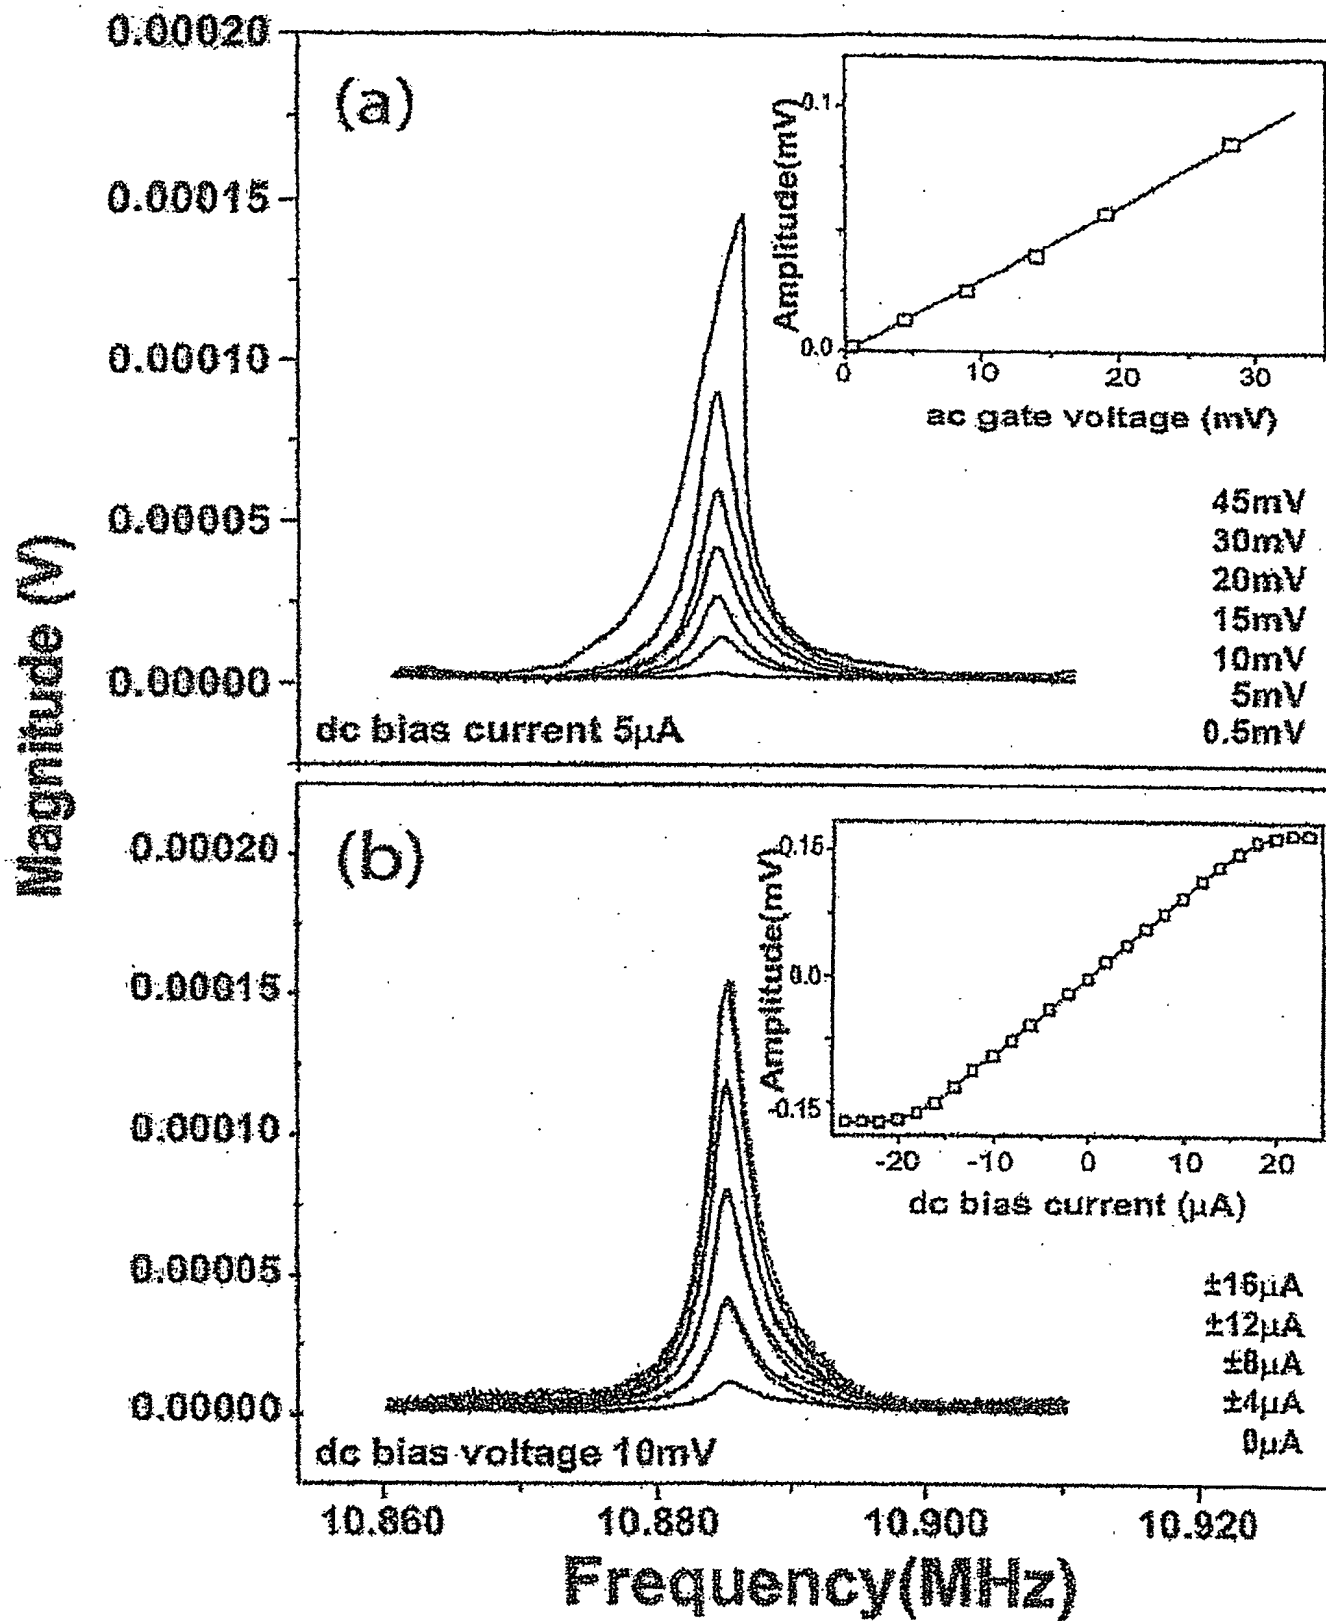 Magnitude (V)
0.00020
0.00015
0.00010
0.00005
0.00000
(a)
Amplitude(mV)
0.1
0.0
0 10 20 30
ac gate voltage (mV)
45mV
30mV
20mV
15mV
10mV
5mV
0.5mV
dc bias current 5μA
0.00020
0.00015
0.00010
0.00005
0.00000
(b)
Amplitude(mV)
0.15
0.0
-0.15
-20 -10 0 10 20
dc bias current (μA)
±16μA
±12μA
±8μA
±4μA
0μA
dc bias voltage 10mV
10.860 10.880 10.900 10.920
Frequency(MHz)